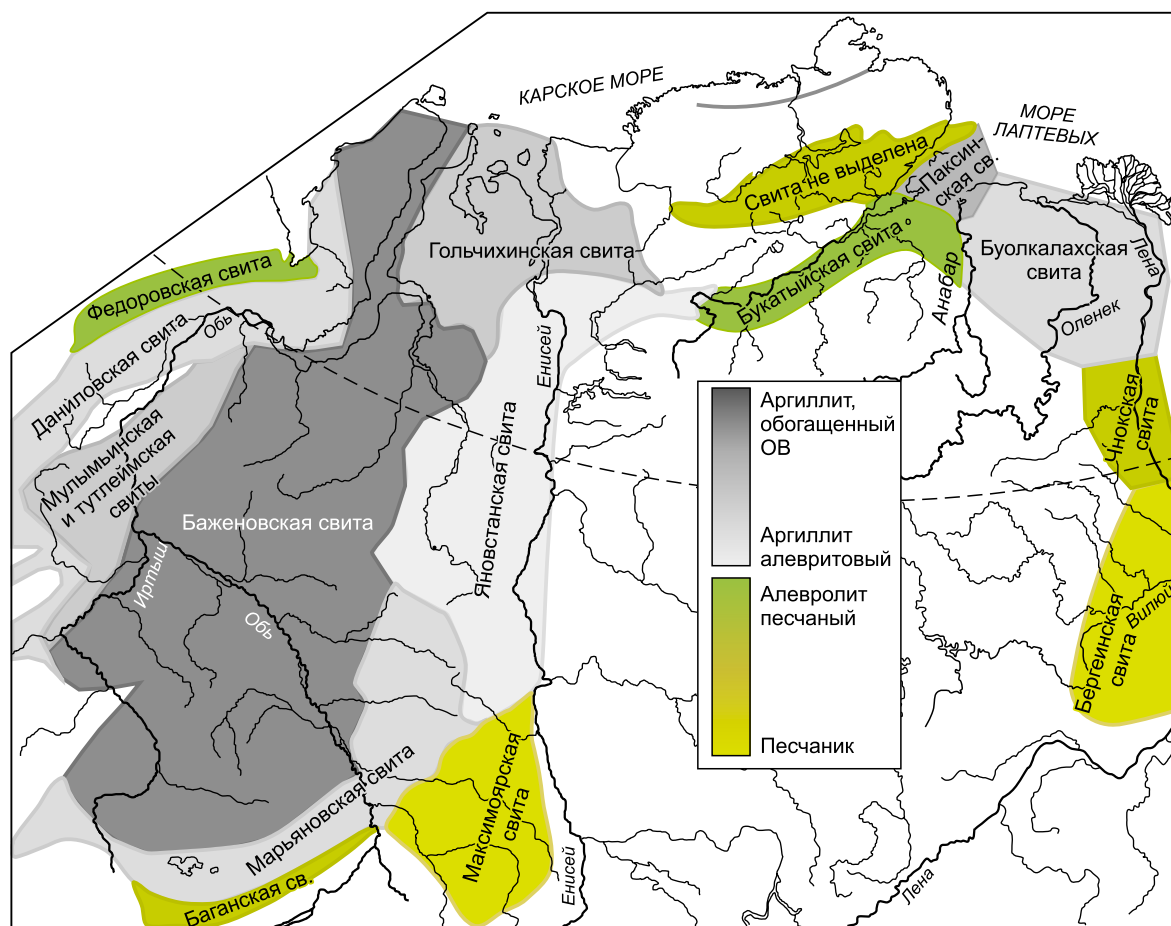 КАРСКОЕ МОРЕ
МОРЕ
ЛАПТЕВЫХ
Свита не выделена
Паксин-
ская св.
Гольчихинская свита
Буолкалахская
свита
Лена
Федоровская свита
Букатыйская свита
Анабар
Оленек
Обь
Даниловская свита
Енисей
Мулымьинская
и тутлеймская
свиты
Яновстанская свита
Чнокская
свита
Баженовская свита
Иртыш
Обь
Аргиллит,
обогащенный
ОВ
Аргиллит
алевритовый
Алевролит
песчаный
Песчаник
Бергеинская
свита
Вилюй
Марьяновская свита
Максимоярская
свита
Баганская св.
Енисей
Лена